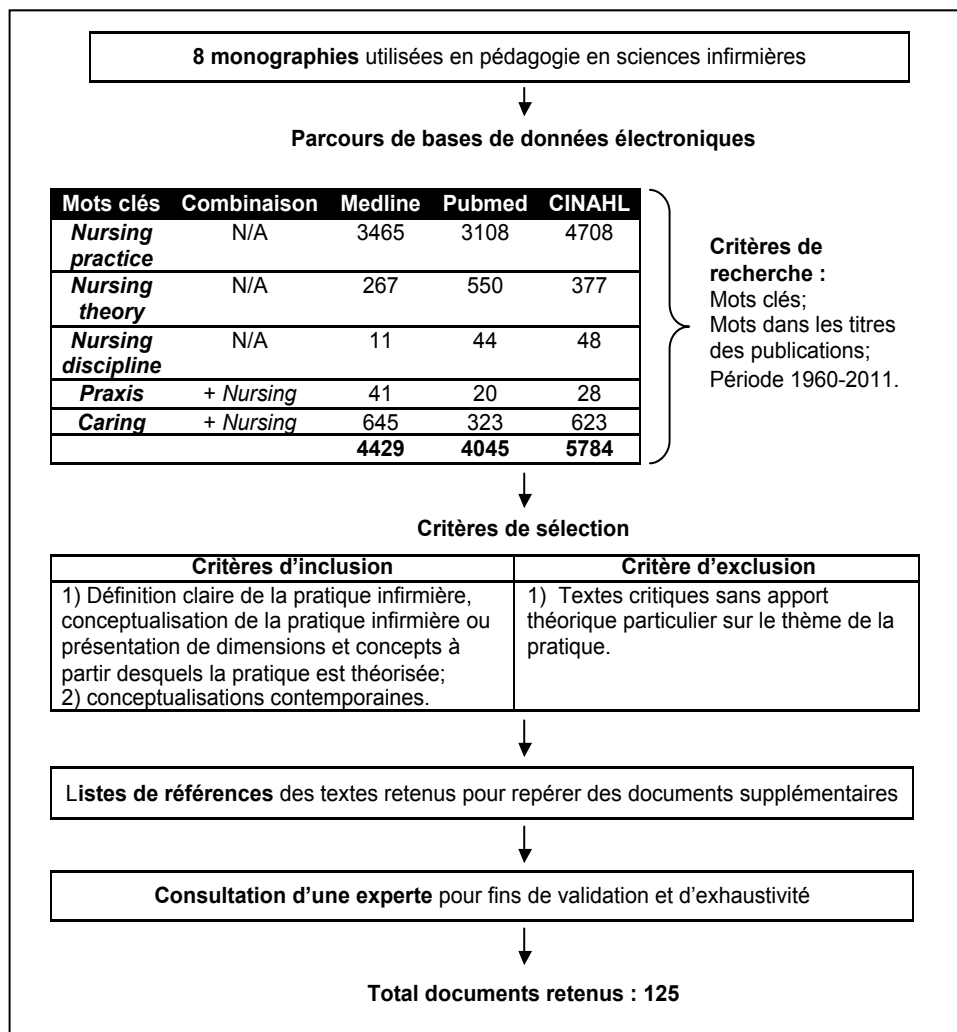 8 monographies utilisées en pédagogie en sciences infirmières
Parcours de bases de données électroniques
Mots clés Combinaison Medline Pubmed CINAHL
Nursing practice N/A 3465 3108 4708
Nursing theory N/A 267 550 377
Nursing discipline N/A 11 44 48
Praxis + Nursing 41 20 28
Caring + Nursing 645 323 623
4429 4045 5784
Critères de
recherche :
Mots clés;
Mots dans les titres
des publications;
Période 1960-2011.
Critères de sélection
Critères d’inclusion
1) Définition claire de la pratique infirmière,
conceptualisation de la pratique infirmière ou
présentation de dimensions et concepts à
partir desquels la pratique est théorisée;
2) conceptualisations contemporaines.
Critère d’exclusion
1) Textes critiques sans apport
théorique particulier sur le thème de la
pratique.
Listes de références des textes retenus pour repérer des documents supplémentaires
Consultation d’une experte pour fins de validation et d’exhaustivité
Total documents retenus : 125